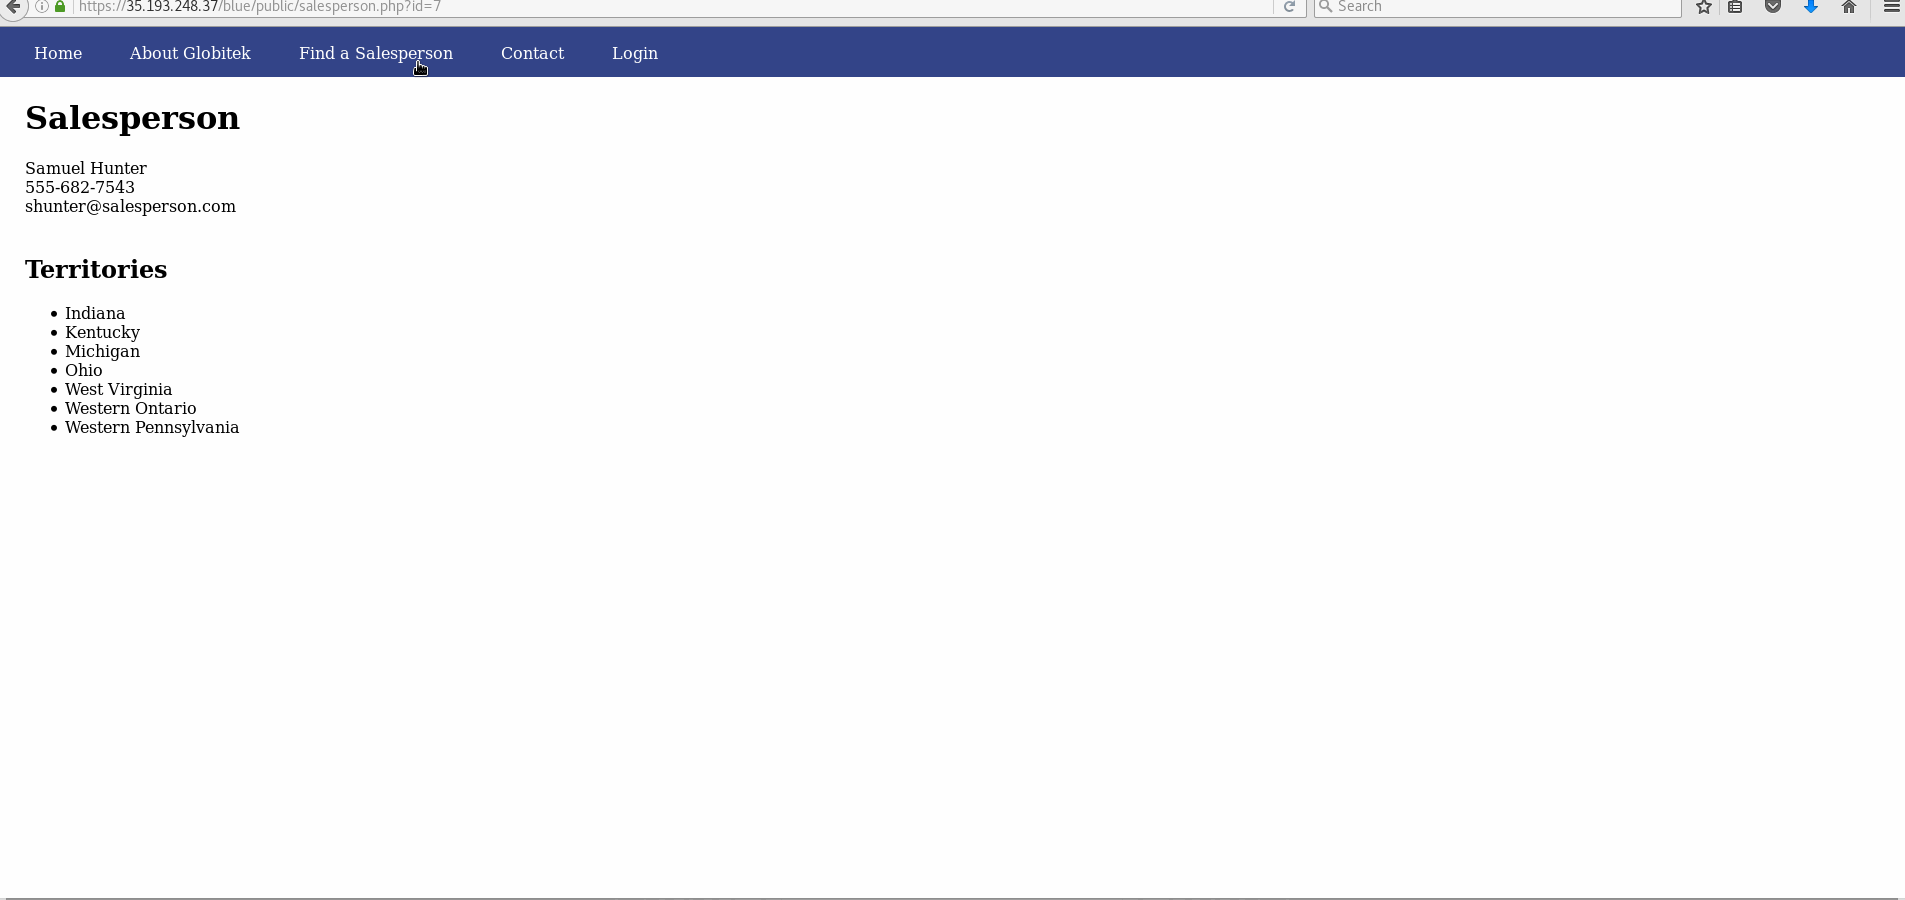 https://35.193.248.37/blue/public/salesperson.php?id=7
Search
Home About Globitek Find a Salesperson Contact Login
Salesperson
Samuel Hunter
555-682-7543
shunter@salesperson.com
Territories
Indiana
Kentucky
Michigan
Ohio
West Virginia
Western Ontario
Western Pennsylvania